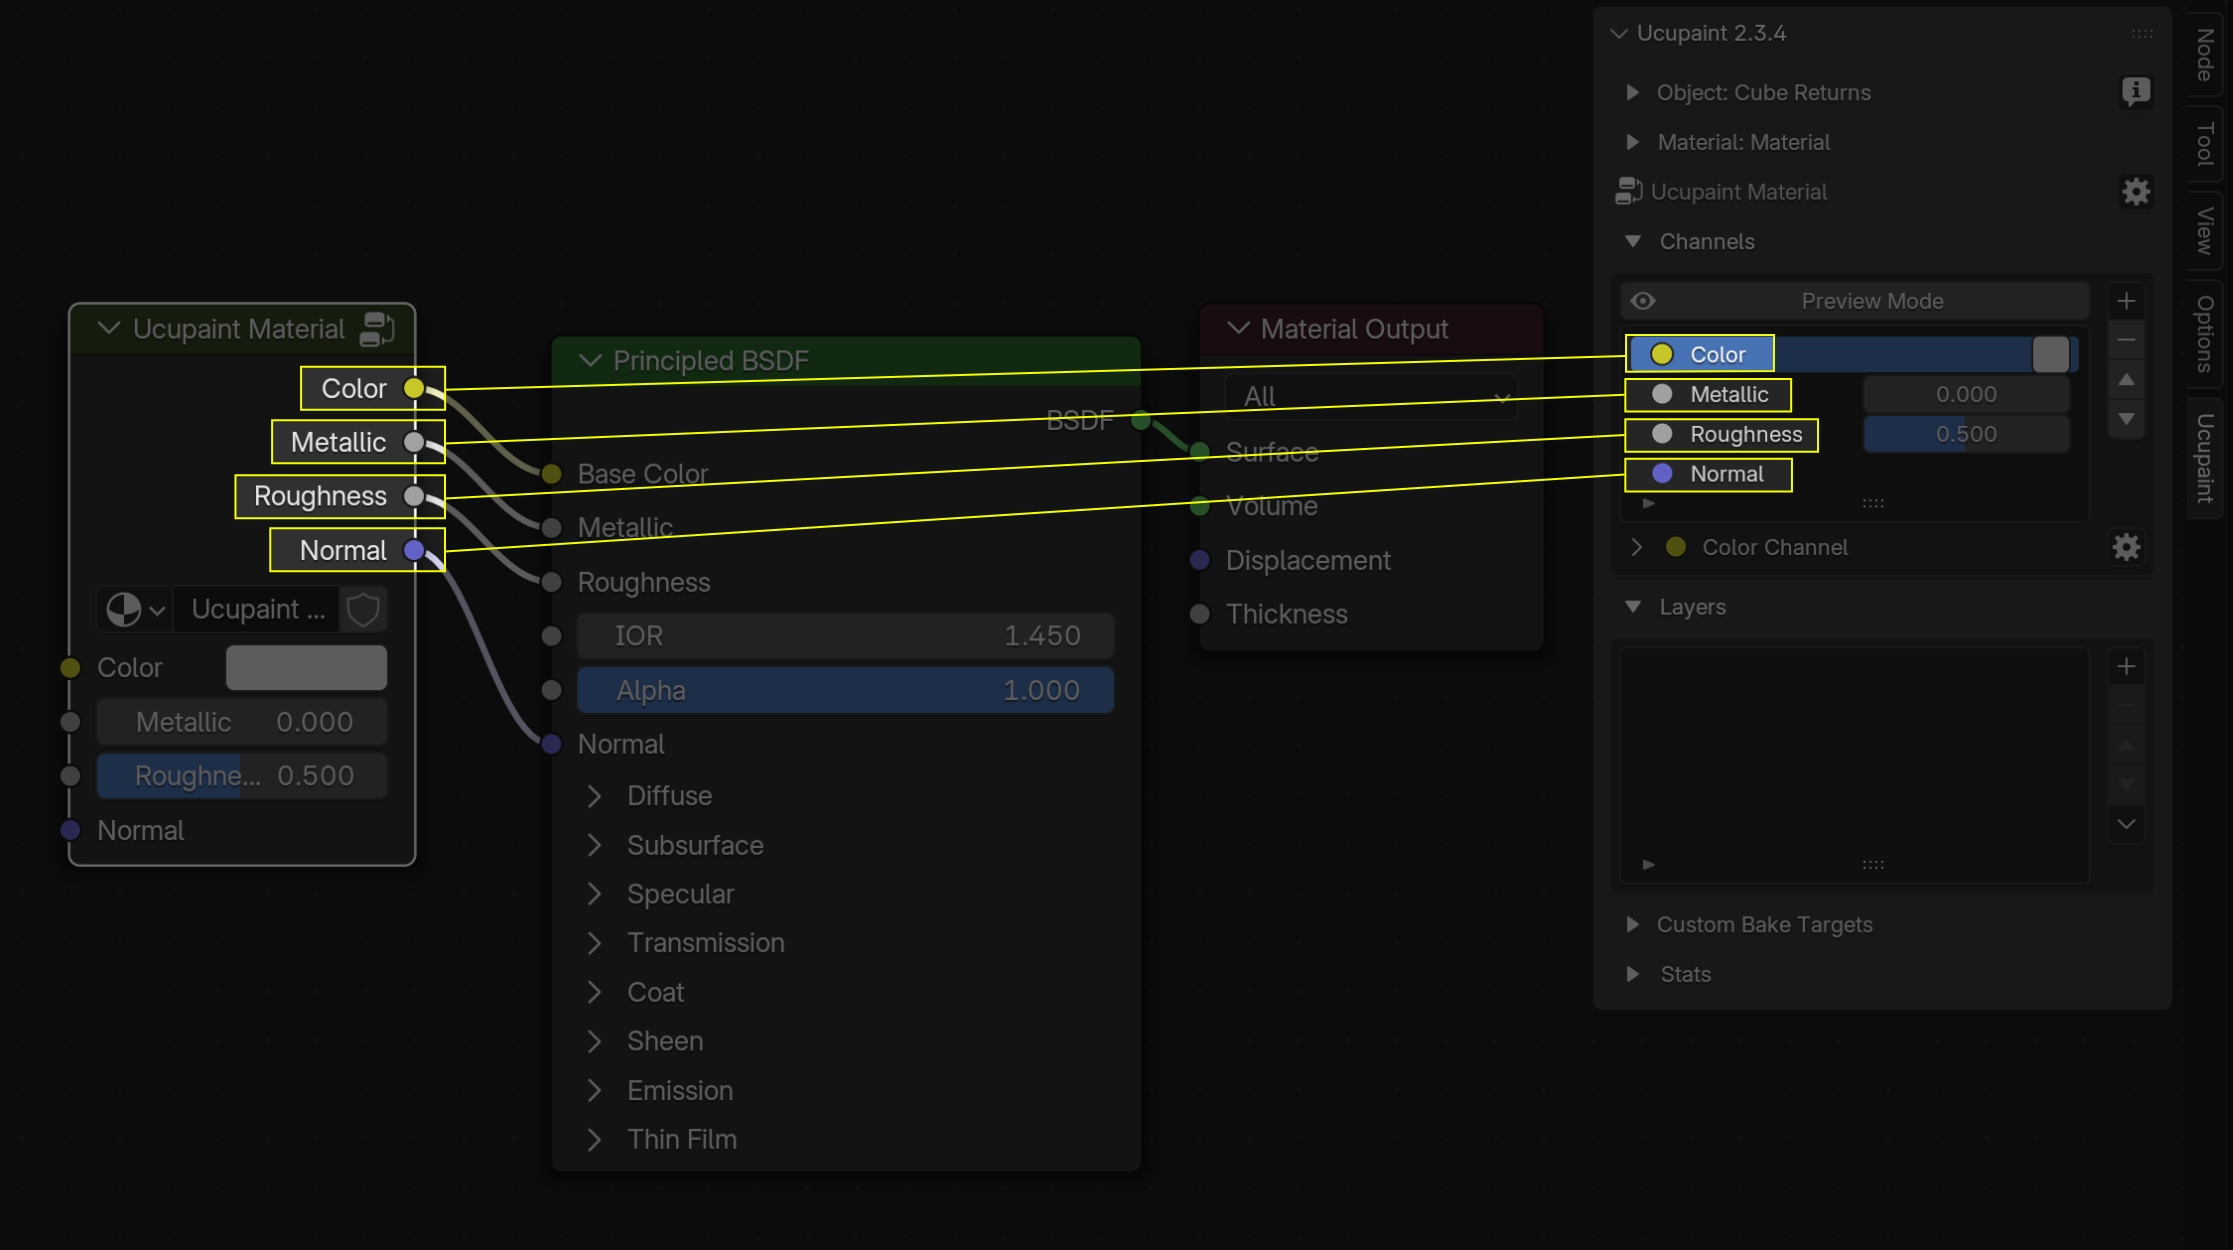 Ucupaint Material
Color
Metallic
Roughness
Normal
Ucupaint ...
Color
Metallic 0.000
Roughne... 0.500
Normal
Principled BSDF
BSDF
Base Color
Metallic
Roughness
IOR 1.450
Alpha 1.000
Normal
Diffuse
Subsurface
Specular
Transmission
Coat
Sheen
Emission
Thin Film
Material Output
All
Surface
Volume
Displacement
Thickness
Ucupaint 2.3.4
Object: Cube Returns
Material: Material
Ucupaint Material
Channels
Preview Mode
Color
Metallic 0.000
Roughness 0.500
Normal
Color Channel
Layers
Custom Bake Targets
Stats
Node
Tool
View
Options
Ucupaint